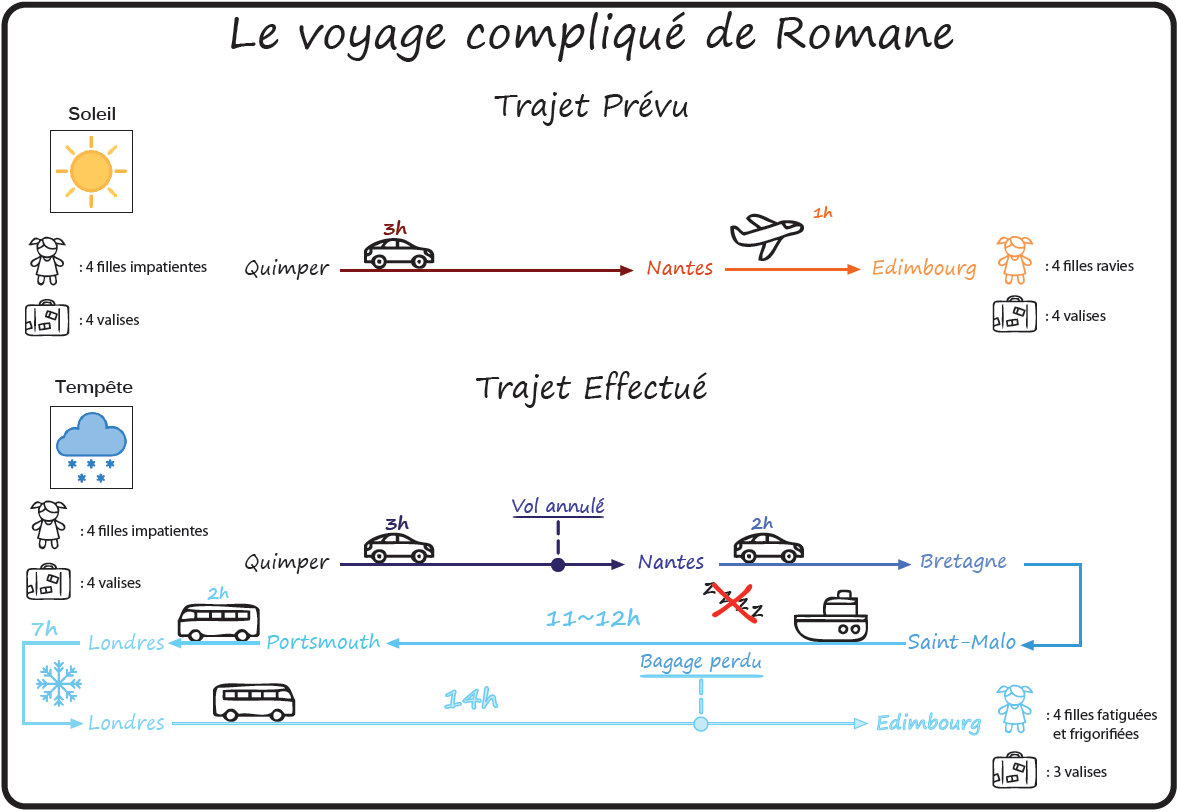 Le voyage compliqué de Romane
Trajet Prévu
Soleil
3h
1h
: 4 filles impatientes
Quimper
Nantes
Edimbourg
: 4 filles ravies
: 4 valises
: 4 valises
Tempête
Trajet Effectué
Vol annulé
: 4 filles impatientes
3h
2h
Quimper
Nantes
Bretagne
: 4 valises
z z z z
2h
11~12h
7h
Londres
Portsmouth
Saint-Malo
Bagage perdu
14h
Londres
Edimbourg
: 4 filles fatiguées
et frigorifiées
: 3 valises